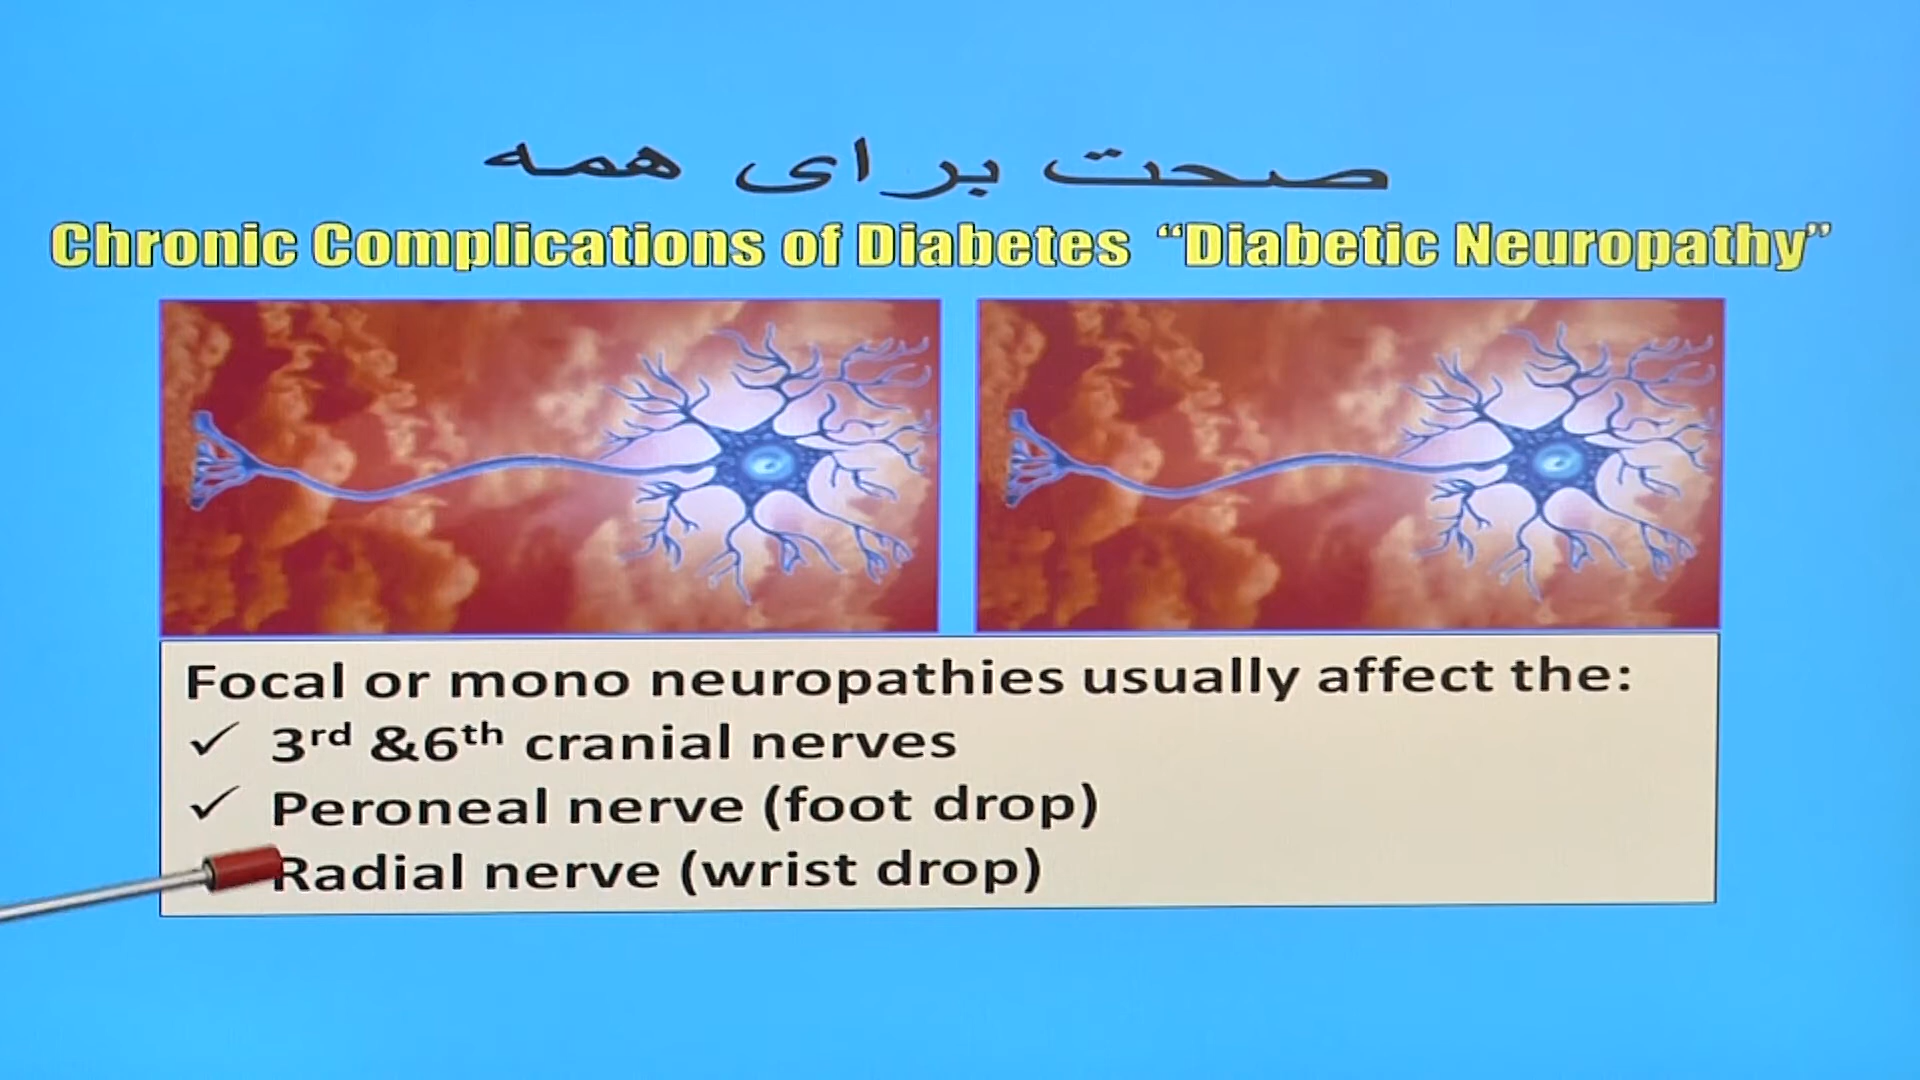 صحت برای همه
Chronic Complications of Diabetes “Diabetic Neuropathy”
Focal or mono neuropathies usually affect the:
✓ 3rd &6th cranial nerves
✓ Peroneal nerve (foot drop)
Radial nerve (wrist drop)